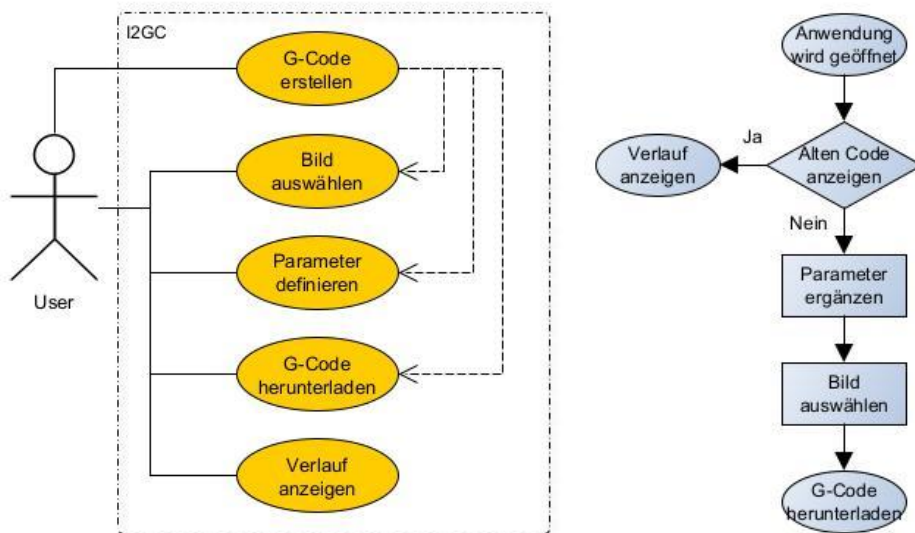 I2GC
G-Code
erstellen
Bild
auswählen
Parameter
definieren
G-Code
herunterladen
Verlauf
anzeigen
User
Anwendung
wird geöffnet
Alten Code
anzeigen
Ja
Verlauf
anzeigen
Nein
Parameter
ergänzen
Bild
auswählen
G-Code
herunterladen